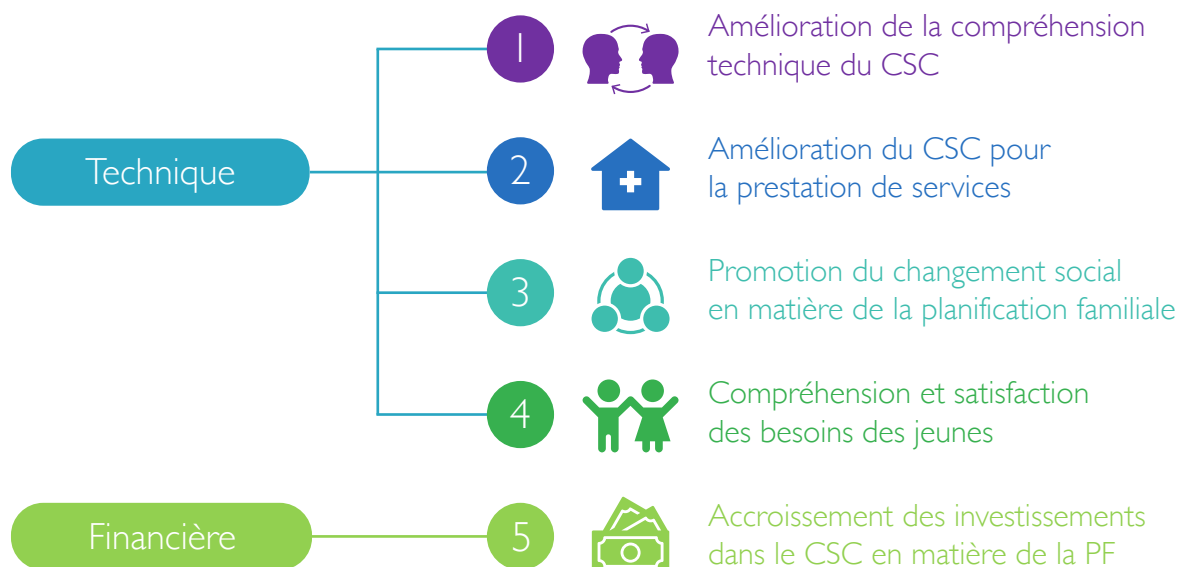 Technique
1
Amélioration de la compréhension
technique du CSC
2
Amélioration du CSC pour
la prestation de services
3
Promotion du changement social
en matière de la planification familiale
4
Compréhension et satisfaction
des besoins des jeunes
Financière
5
Accroissement des investissements
dans le CSC en matière de la PF